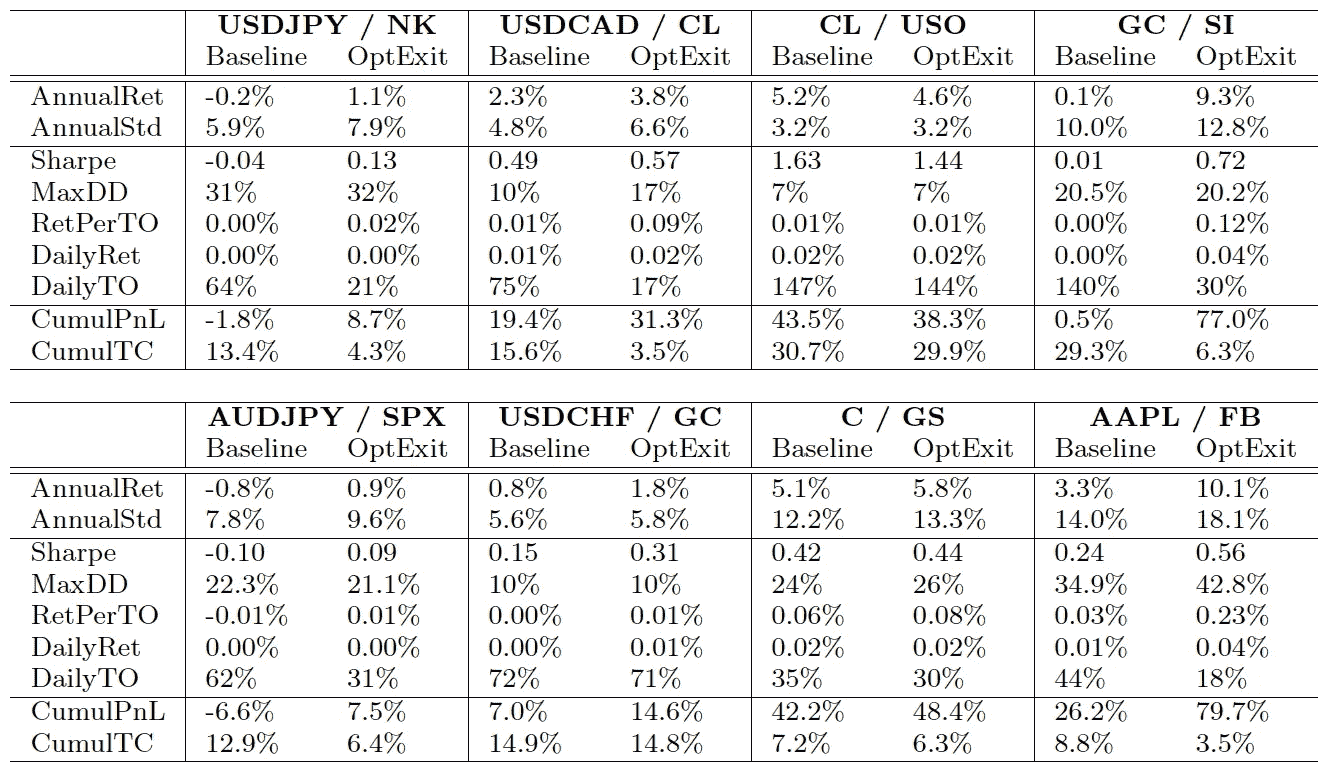 USDJPY / NK USDCAD / CL CL / USO GC / SI
Baseline OptExit Baseline OptExit Baseline OptExit Baseline OptExit
AnnualRet -0.2% 1.1% 2.3% 3.8% 5.2% 4.6% 0.1% 9.3%
AnnualStd 5.9% 7.9% 4.8% 6.6% 3.2% 3.2% 10.0% 12.8%
Sharpe -0.04 0.13 0.49 0.57 1.63 1.44 0.01 0.72
MaxDD 31% 32% 10% 17% 7% 7% 20.5% 20.2%
RetPerTO 0.00% 0.02% 0.01% 0.09% 0.01% 0.01% 0.00% 0.12%
DailyRet 0.00% 0.00% 0.01% 0.02% 0.02% 0.02% 0.00% 0.04%
DailyTO 64% 21% 75% 17% 147% 144% 140% 30%
CumulPnL -1.8% 8.7% 19.4% 31.3% 43.5% 38.3% 0.5% 77.0%
CumulTC 13.4% 4.3% 15.6% 3.5% 30.7% 29.9% 29.3% 6.3%
AUDJPY / SPX USDCHF / GC C / GS AAPL / FB
Baseline OptExit Baseline OptExit Baseline OptExit Baseline OptExit
AnnualRet -0.8% 0.9% 0.8% 1.8% 5.1% 5.8% 3.3% 10.1%
AnnualStd 7.8% 9.6% 5.6% 5.8% 12.2% 13.3% 14.0% 18.1%
Sharpe -0.10 0.09 0.15 0.31 0.42 0.44 0.24 0.56
MaxDD 22.3% 21.1% 10% 10% 24% 26% 34.9% 42.8%
RetPerTO -0.01% 0.01% 0.00% 0.01% 0.06% 0.08% 0.03% 0.23%
DailyRet 0.00% 0.00% 0.00% 0.01% 0.02% 0.02% 0.01% 0.04%
DailyTO 62% 31% 72% 71% 35% 30% 44% 18%
CumulPnL -6.6% 7.5% 7.0% 14.6% 42.2% 48.4% 26.2% 79.7%
CumulTC 12.9% 6.4% 14.9% 14.8% 7.2% 6.3% 8.8% 3.5%